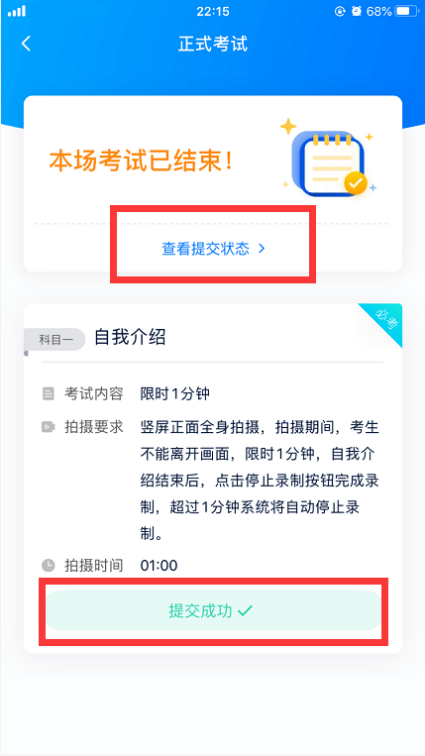 22:15
68%
正式考试
本场考试已结束！
查看提交状态
必考
科目一
自我介绍
考试内容 限时1分钟
拍摄要求 竖屏正面全身拍摄，拍摄期间，考生
不能离开画面，限时1分钟，自我介
绍结束后，点击停止录制按钮完成录
制，超过1分钟系统将自动停止录
制。
拍摄时间 01:00
提交成功